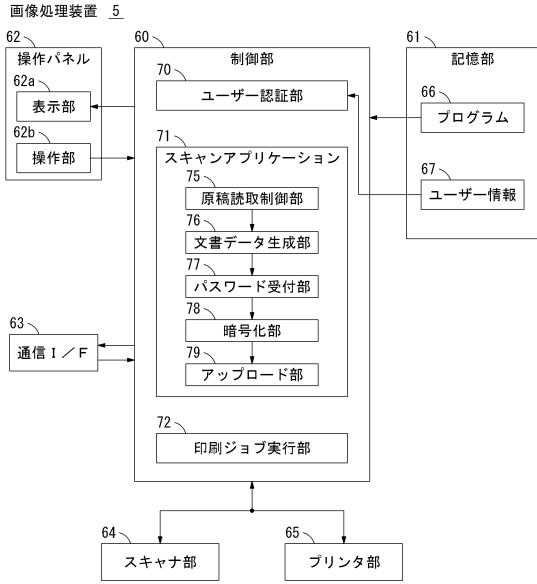 画像処理装置 5
62
操作パネル
62a
表示部
62b
操作部
60
制御部
70
ユーザー認証部
71
スキャンアプリケーション
75
原稿読取制御部
76
文書データ生成部
77
パスワード受付部
78
暗号化部
79
アップロード部
72
印刷ジョブ実行部
61
記憶部
66
プログラム
67
ユーザー情報
63
通信I/F
64
スキャナ部
65
プリンタ部